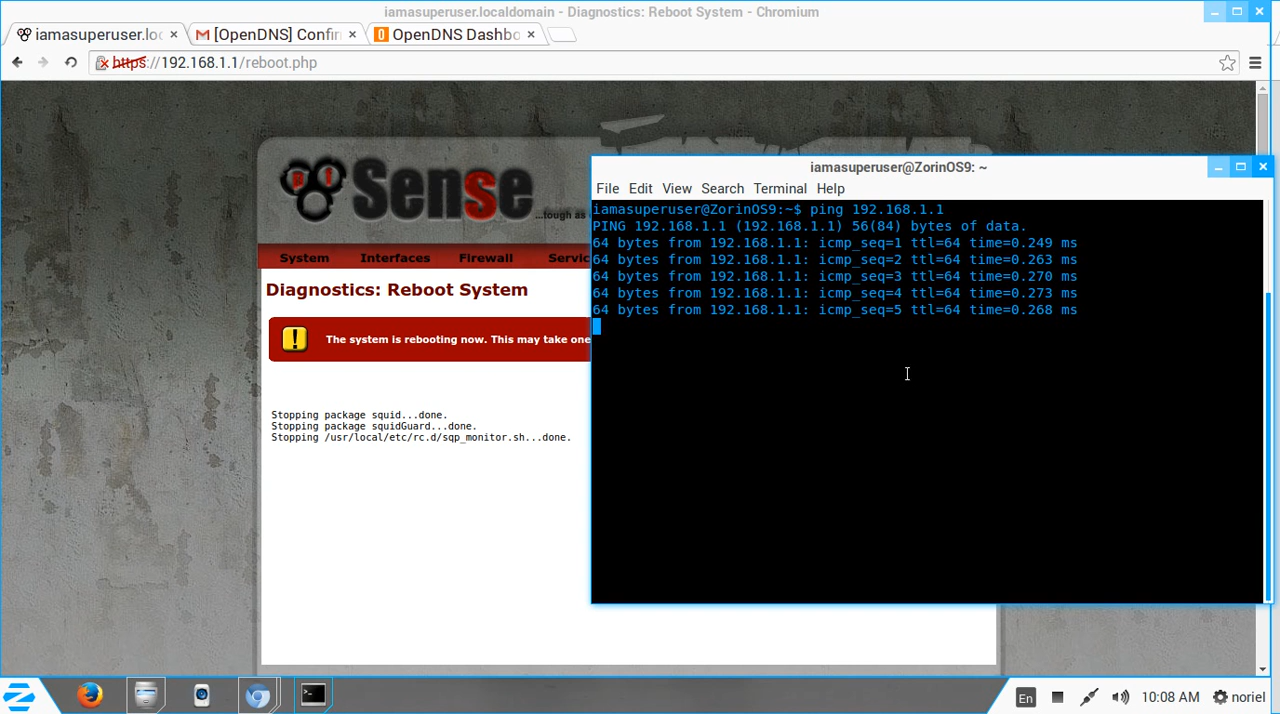 iamasuperuser.localdomain - Diagnostics: Reboot System - Chromium
iamasuperuser.loc
[OpenDNS] Confir
OpenDNS Dashbo
https://192.168.1.1/reboot.php
pf
Sense
...tough as
System
Interfaces
Firewall
Servic
Diagnostics: Reboot System
The system is rebooting now. This may take one
Stopping package squid...done.
Stopping package squidGuard...done.
Stopping /usr/local/etc/rc.d/sqp_monitor.sh...done.
iamasuperuser@ZorinOS9: ~
File Edit View Search Terminal Help
iamasuperuser@ZorinOS9:~$ ping 192.168.1.1
PING 192.168.1.1 (192.168.1.1) 56(84) bytes of data.
64 bytes from 192.168.1.1: icmp_seq=1 ttl=64 time=0.249 ms
64 bytes from 192.168.1.1: icmp_seq=2 ttl=64 time=0.263 ms
64 bytes from 192.168.1.1: icmp_seq=3 ttl=64 time=0.270 ms
64 bytes from 192.168.1.1: icmp_seq=4 ttl=64 time=0.273 ms
64 bytes from 192.168.1.1: icmp_seq=5 ttl=64 time=0.268 ms
En
10:08 AM
noriel